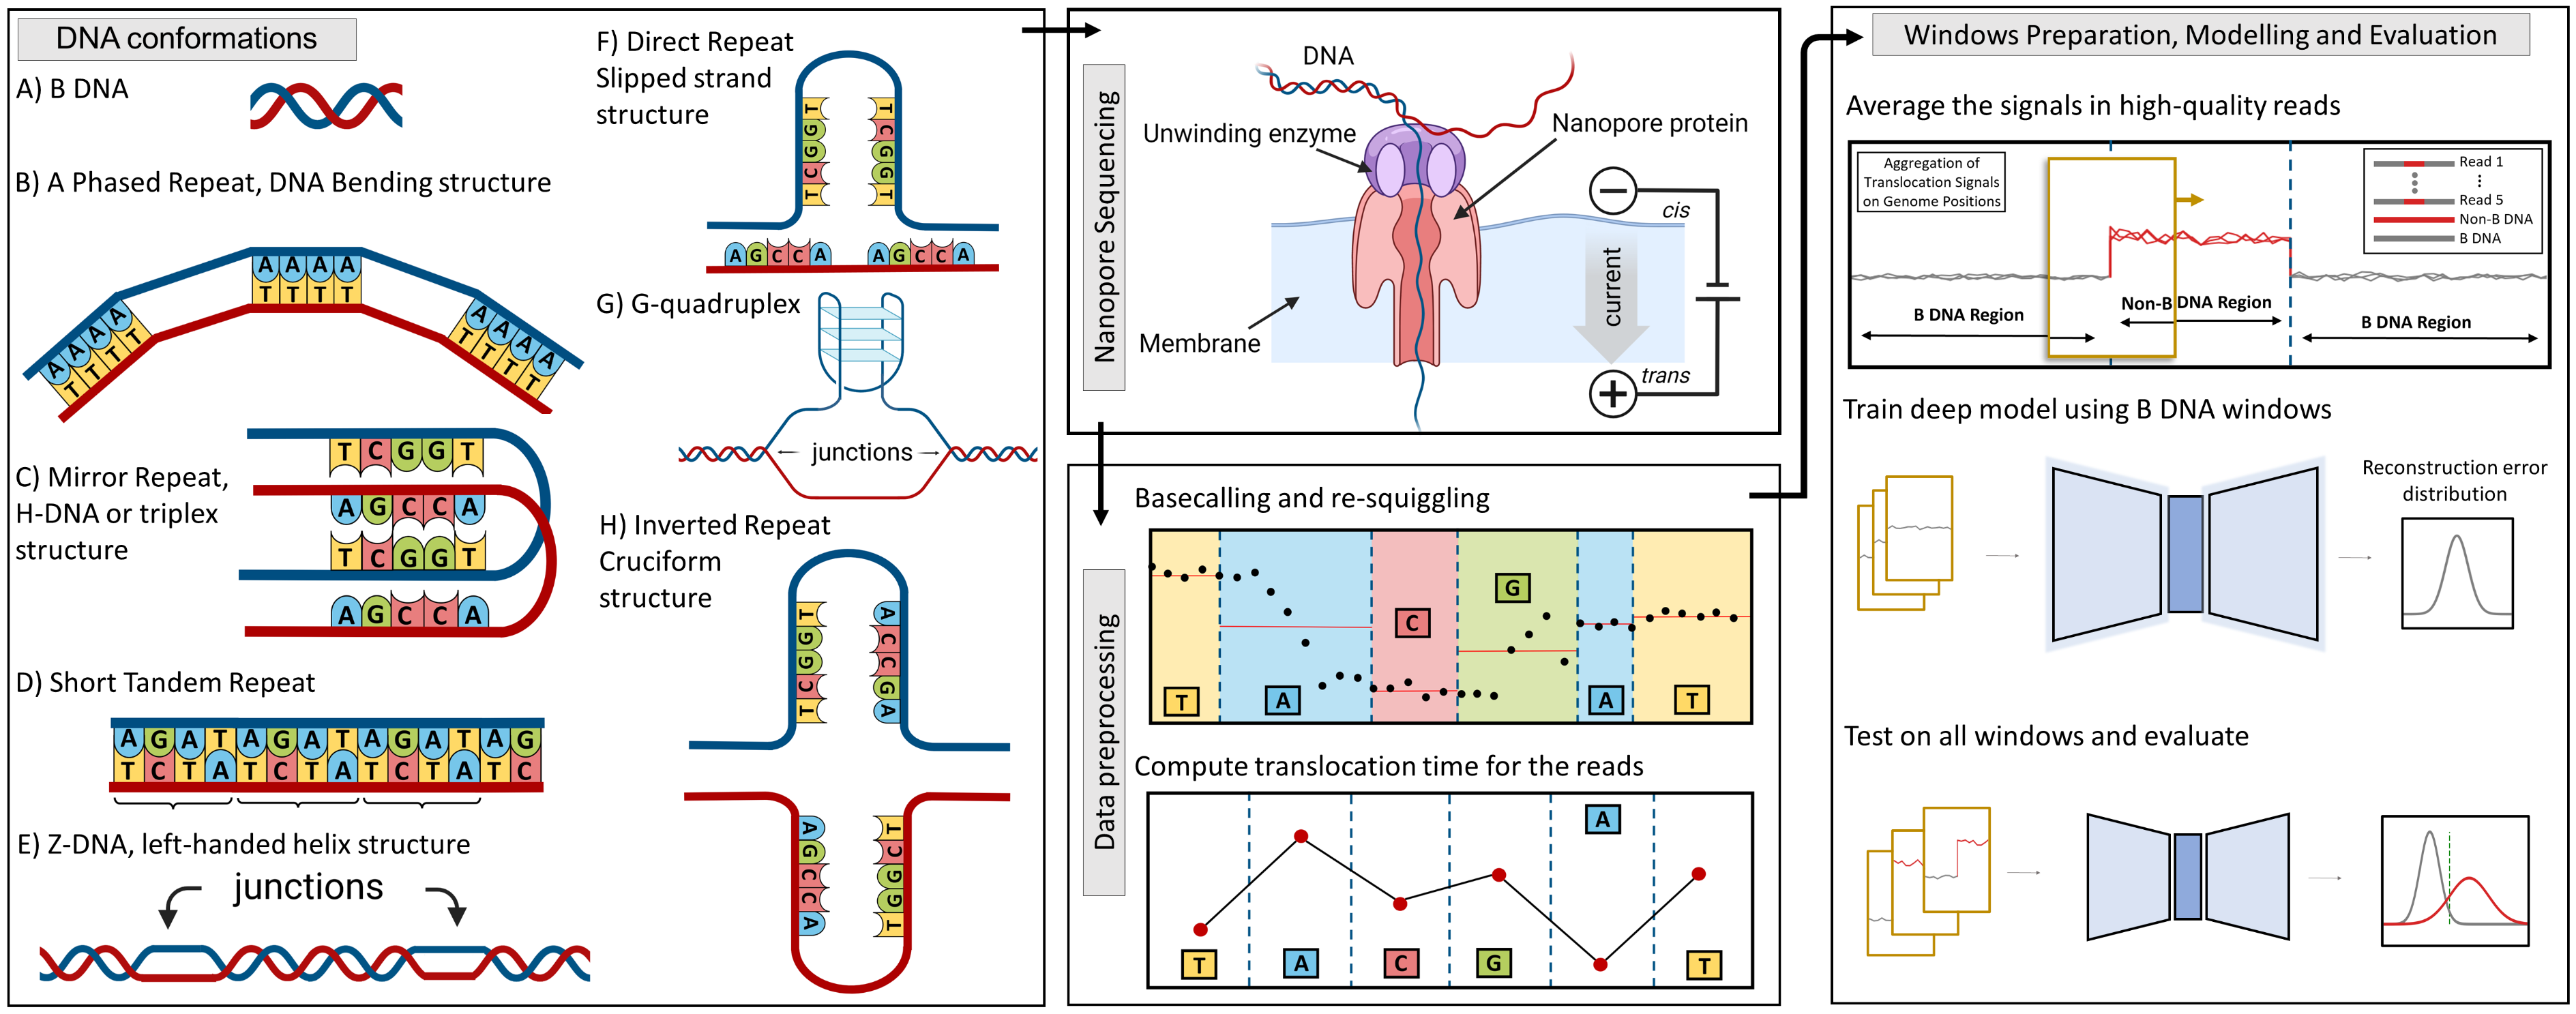 DNA conformations
A) B DNA
B) A Phased Repeat, DNA Bending structure
A A A A
T T T T
A A A A
T T T T
A A A A
T T T T
C) Mirror Repeat,
H-DNA or triplex
structure
T C G G T
A G C C A
T C G G T
A G C C A
D) Short Tandem Repeat
A G A T A G A T A G A T A G
T C T A T C T A T C T A T C
E) Z-DNA, left-handed helix structure
junctions
F) Direct Repeat
Slipped strand
structure
T G G C T
T C G G T
A G C C A
A G C C A
G) G-quadruplex
junctions
H) Inverted Repeat
Cruciform
structure
T G G C T
A C C G A
A G C C A
T C G G T
Nanopore Sequencing
DNA
Unwinding enzyme
Nanopore protein
Membrane
−
cis
current
trans
+
Data preprocessing
Basecalling and re-squiggling
T A C G A T
Compute translocation time for the reads
T A C G A T
Windows Preparation, Modelling and Evaluation
Average the signals in high-quality reads
Aggregation of
Translocation Signals
on Genome Positions
Read 1
Read 5
Non-B DNA
B DNA
B DNA Region
Non-B DNA Region
B DNA Region
Train deep model using B DNA windows
Reconstruction error
distribution
Test on all windows and evaluate